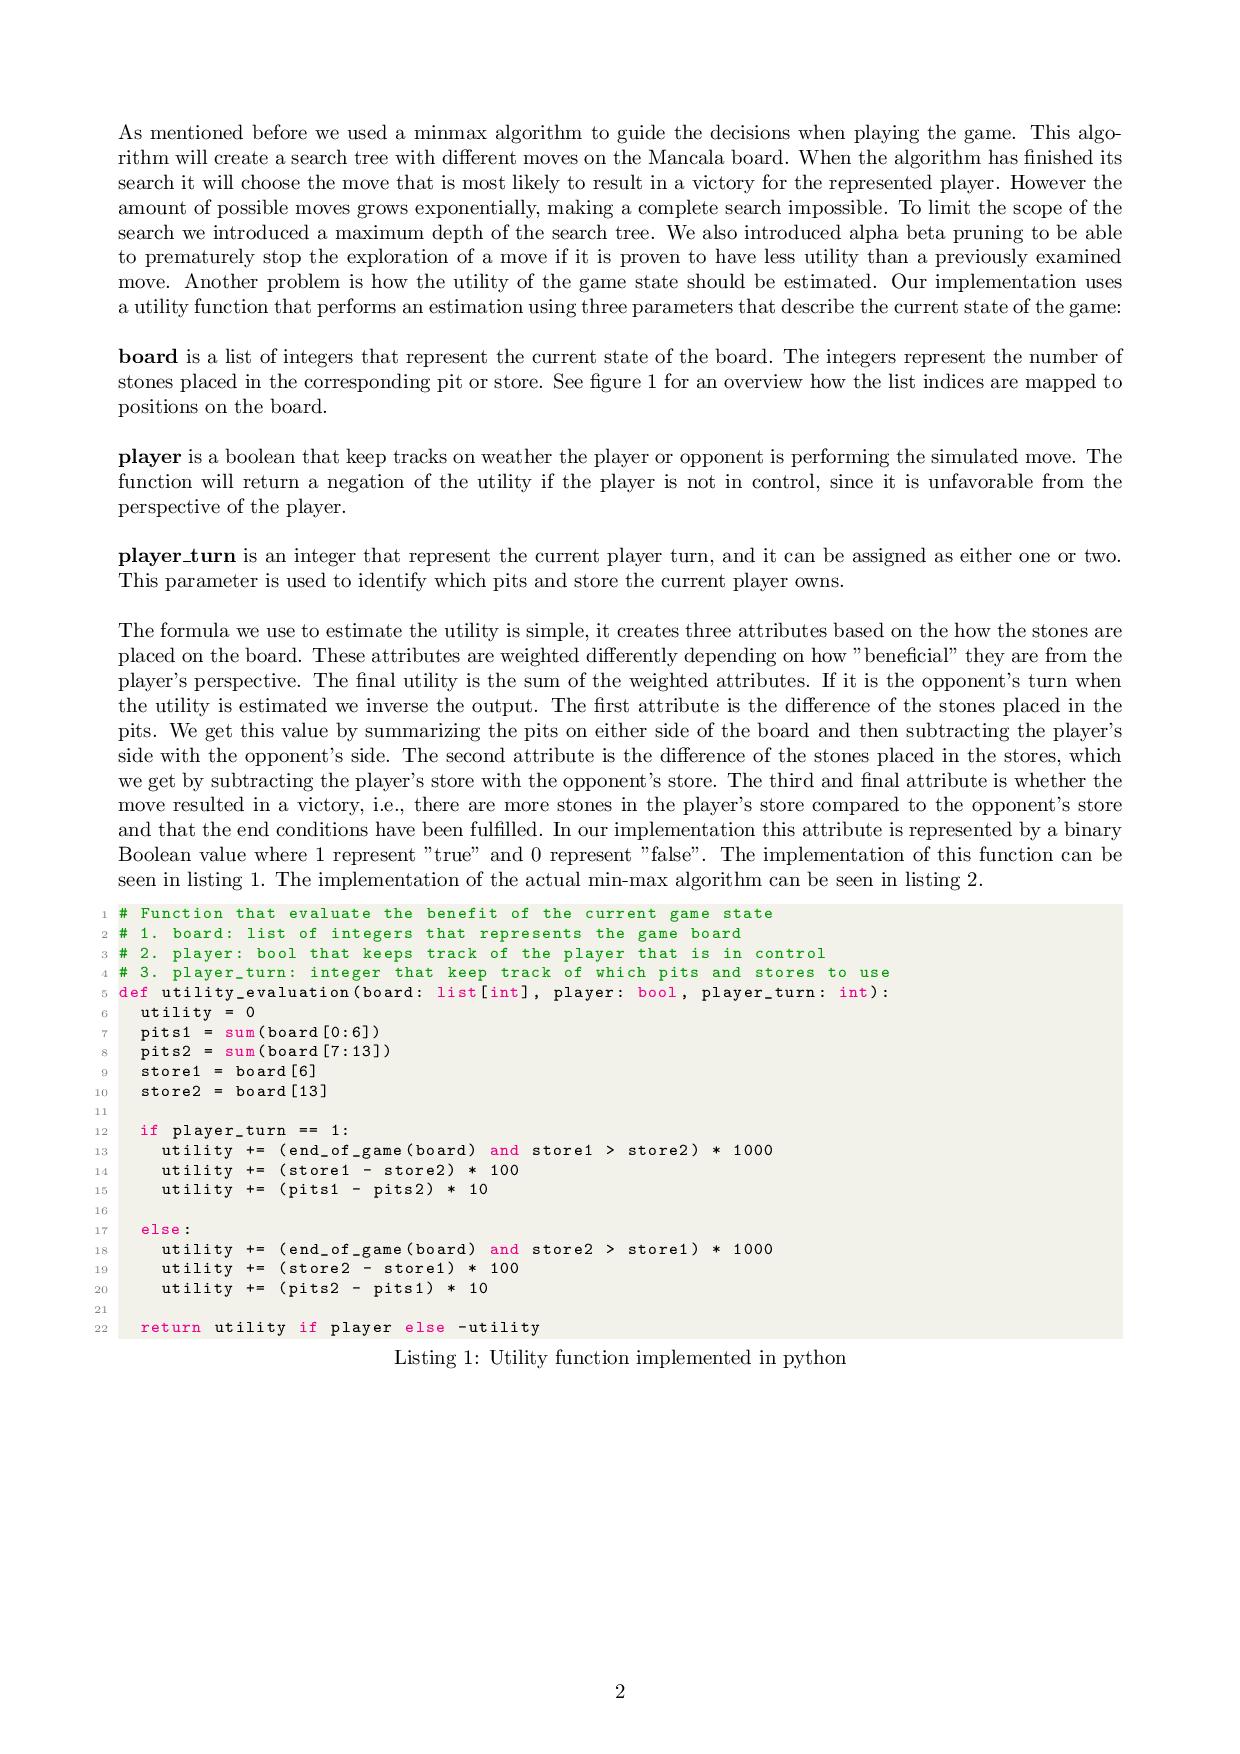 As mentioned before we used a minmax algorithm to guide the decisions when playing the game. This algo-
rithm will create a search tree with different moves on the Mancala board. When the algorithm has finished its
search it will choose the move that is most likely to result in a victory for the represented player. However the
amount of possible moves grows exponentially, making a complete search impossible. To limit the scope of the
search we introduced a maximum depth of the search tree. We also introduced alpha beta pruning to be able
to prematurely stop the exploration of a move if it is proven to have less utility than a previously examined
move. Another problem is how the utility of the game state should be estimated. Our implementation uses
a utility function that performs an estimation using three parameters that describe the current state of the game:
board is a list of integers that represent the current state of the board. The integers represent the number of
stones placed in the corresponding pit or store. See figure 1 for an overview how the list indices are mapped to
positions on the board.
player is a boolean that keep tracks on weather the player or opponent is performing the simulated move. The
function will return a negation of the utility if the player is not in control, since it is unfavorable from the
perspective of the player.
player_turn is an integer that represent the current player turn, and it can be assigned as either one or two.
This parameter is used to identify which pits and store the current player owns.
The formula we use to estimate the utility is simple, it creates three attributes based on the how the stones are
placed on the board. These attributes are weighted differently depending on how ”beneficial” they are from the
player's perspective. The final utility is the sum of the weighted attributes. If it is the opponent's turn when
the utility is estimated we inverse the output. The first attribute is the difference of the stones placed in the
pits. We get this value by summarizing the pits on either side of the board and then subtracting the player's
side with the opponent's side. The second attribute is the difference of the stones placed in the stores, which
we get by subtracting the player's store with the opponent's store. The third and final attribute is whether the
move resulted in a victory, i.e., there are more stones in the player's store compared to the opponent's store
and that the end conditions have been fulfilled. In our implementation this attribute is represented by a binary
Boolean value where 1 represent ”true” and 0 represent ”false”. The implementation of this function can be
seen in listing 1. The implementation of the actual min-max algorithm can be seen in listing 2.
1 # Function that evaluate the benefit of the current game state
2 # 1. board: list of integers that represents the game board
3 # 2. player: bool that keeps track of the player that is in control
4 # 3. player_turn: integer that keep track of which pits and stores to use
5 def utility_evaluation(board: list[int], player: bool, player_turn: int):
6   utility = 0
7   pits1 = sum(board[0:6])
8   pits2 = sum(board[7:13])
9   store1 = board[6]
10   store2 = board[13]
11
12   if player_turn == 1:
13     utility += (end_of_game(board) and store1 > store2) * 1000
14     utility += (store1 - store2) * 100
15     utility += (pits1 - pits2) * 10
16
17   else:
18     utility += (end_of_game(board) and store2 > store1) * 1000
19     utility += (store2 - store1) * 100
20     utility += (pits2 - pits1) * 10
21
22   return utility if player else -utility
Listing 1: Utility function implemented in python
2